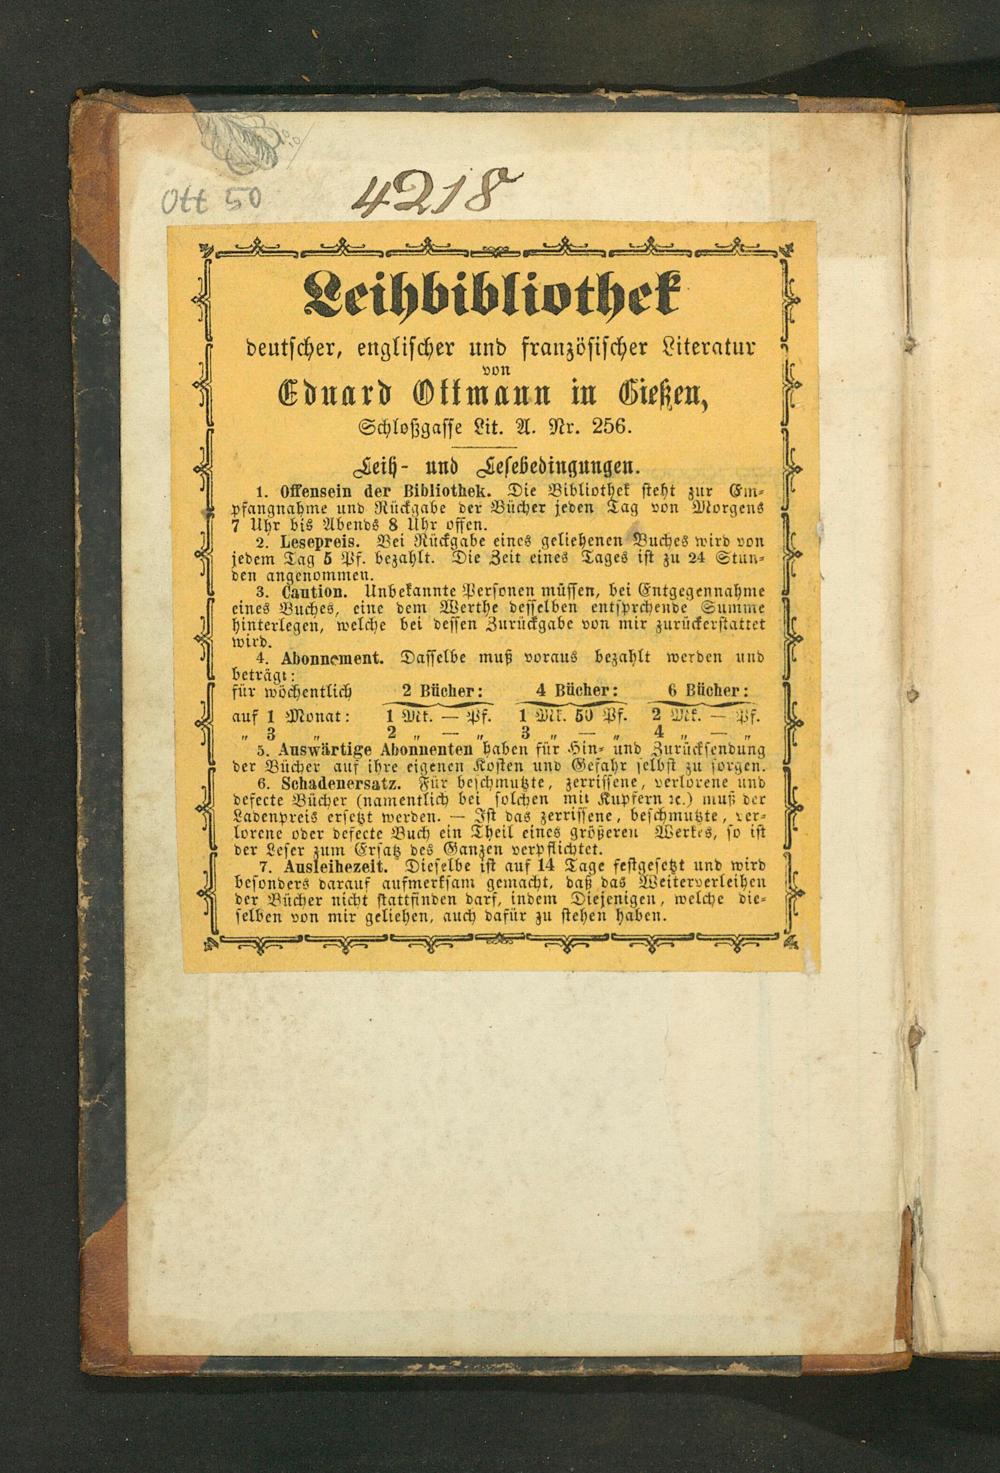 Ott 50
4218
Leihbibliothek
deutscher, englischer und französischer Literatur
von
Eduard Ottmann in Gießen,
Schloßgasse Lit. A. Nr. 256.
Leih- und Lesebedingungen.
1. Offensein der Bibliothek. Die Bibliothek steht zur Em-
pfangnahme und Rückgabe der Bücher jeden Tag von Morgens
7 Uhr bis Abends 8 Uhr offen.
2. Lesepreis. Bei Rückgabe eines geliehenen Buches wird von
jedem Tag 5 Pf. bezahlt. Die Zeit eines Tages ist zu 24 Stun-
den angenommen.
3. Caution. Unbekannte Personen müssen, bei Entgegennahme
eines Buches, eine dem Werthe desselben entsprchende Summe
hinterlegen, welche bei dessen Zurückgabe von mir zurückerstattet
wird.
4. Abonnement. Dasselbe muß voraus bezahlt werden und
beträgt:
für wöchentlich 2 Bücher: 4 Bücher: 6 Bücher:
auf 1 Monat: 1 Mk. — Pf. 1 Mk. 50 Pf. 2 Mk. — Pf.
„ 3 „ 2 „ — „ 3 „ — „ 4 „ — „
5. Auswärtige Abonnenten haben für Hin- und Zurücksendung
der Bücher auf ihre eigenen Kosten und Gefahr selbst zu sorgen.
6. Schadenersatz. Für beschmutzte, zerrissene, verlorene und
defecte Bücher (namentlich bei solchen mit Kupfern ꝛc.) muß der
Ladenpreis ersetzt werden. — Ist das zerrissene, beschmutzte, ver-
lorene oder defecte Buch ein Theil eines größeren Werkes, so ist
der Leser zum Ersatz des Ganzen verpflichtet.
7. Ausleihezeit. Dieselbe ist auf 14 Tage festgesetzt und wird
besonders darauf aufmerksam gemacht, daß das Weiterverleihen
der Bücher nicht stattfinden darf, indem Diejenigen, welche die-
selben von mir geliehen, auch dafür zu stehen haben.